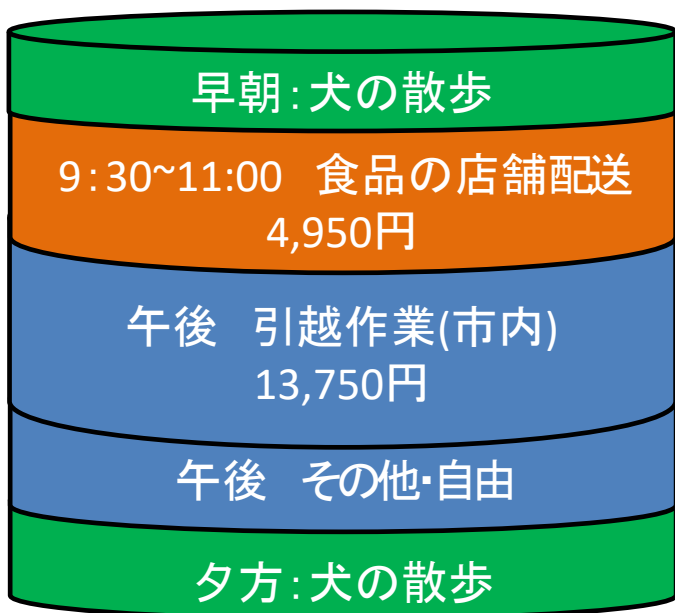 早朝：犬の散歩
9：30~11:00　食品の店舗配送
4,950円
午後　引越作業(市内)
13,750円
午後　その他・自由
夕方：犬の散歩